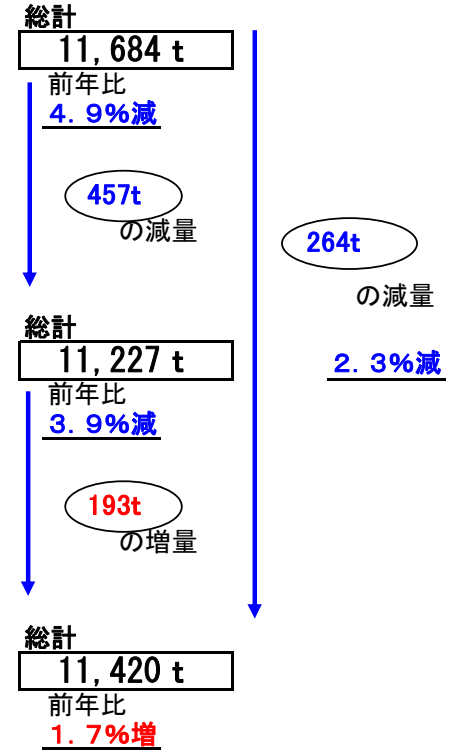 総計
11,684 t
前年比
４.９％減
457t
の減量
264t
の減量
総計
11,227 t
２.３％減
前年比
３.９％減
193t
の増量
総計
11,420 t
前年比
１.７％増